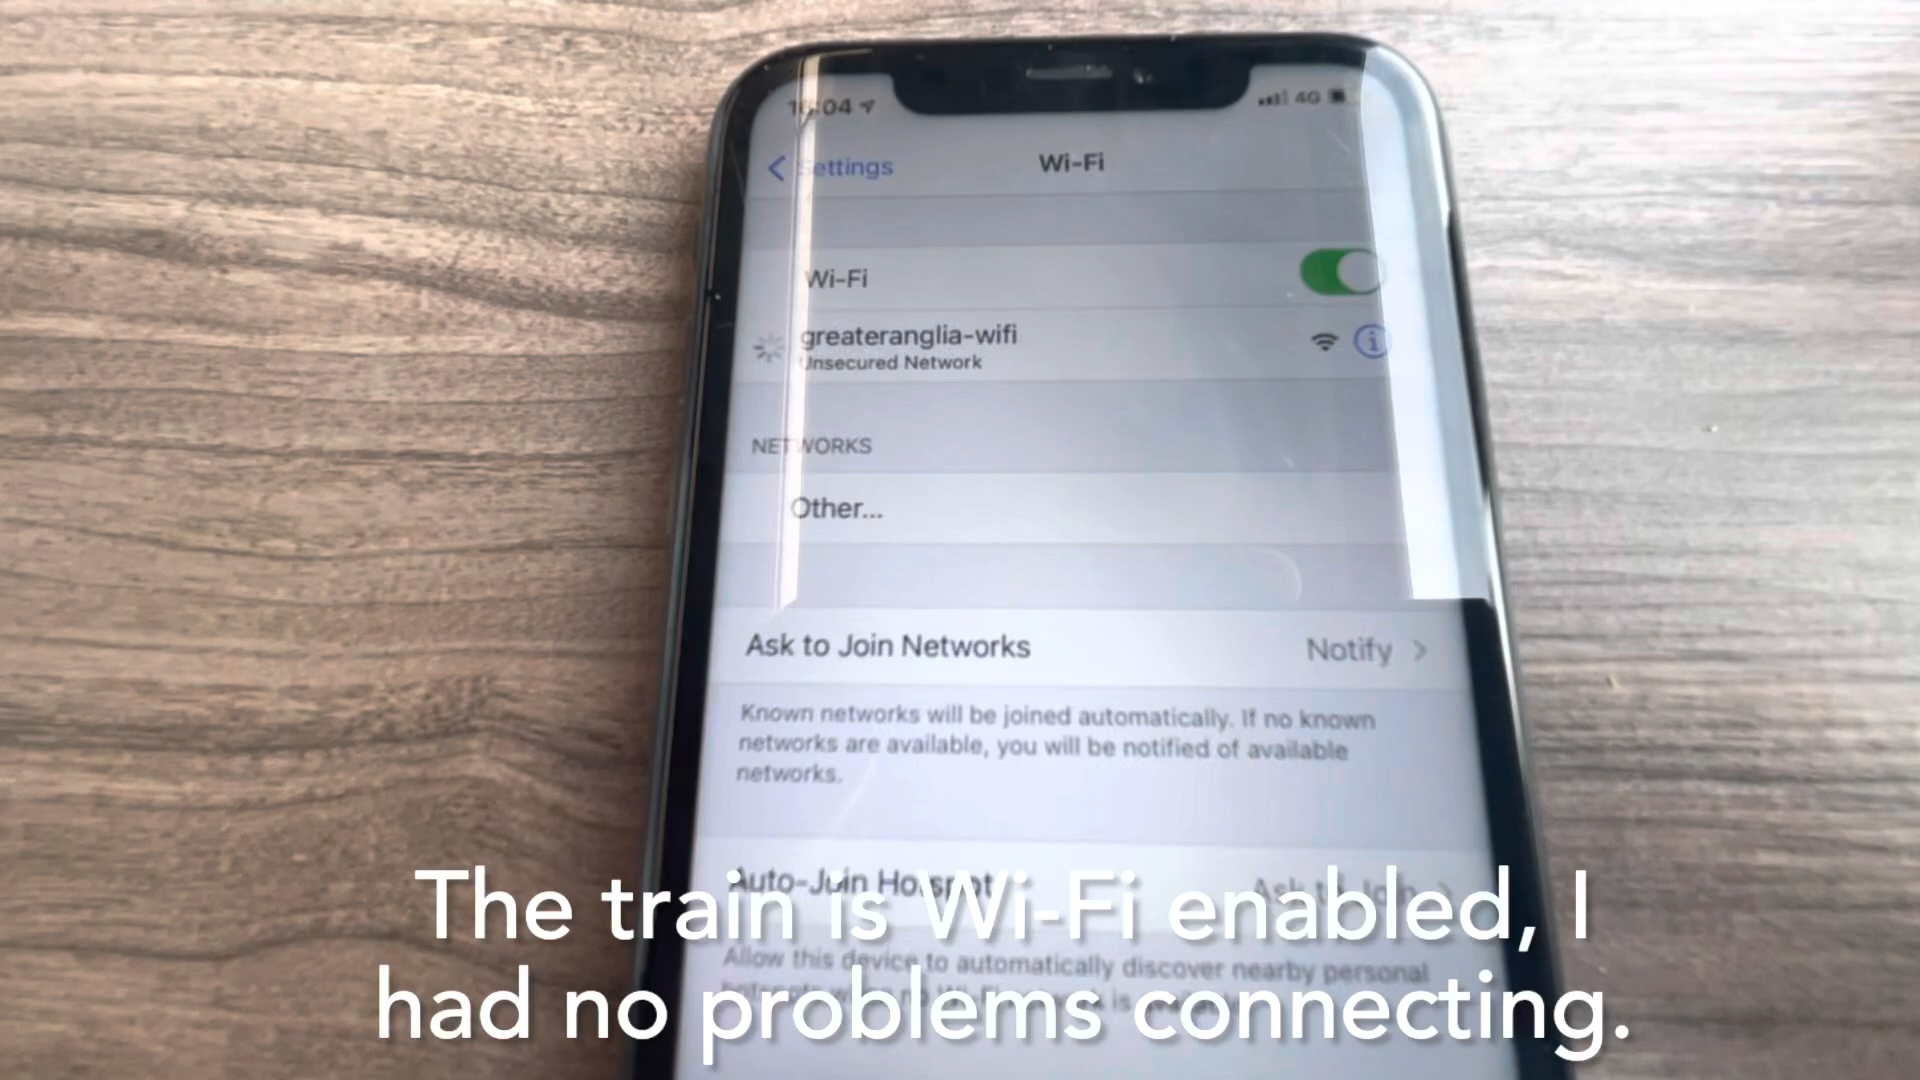 04
4G
Settings
Wi-Fi
Wi-Fi
greateranglia-wifi
Unsecured Network
NETWORKS
Other...
Ask to Join Networks
Notify
Known networks will be joined automatically. If no known
networks are available, you will be notified of available
networks.
Auto-Join Hotspot
Ask to Join
Allow this device to automatically discover nearby personal
The train is Wi-Fi enabled, I
had no problems connecting.